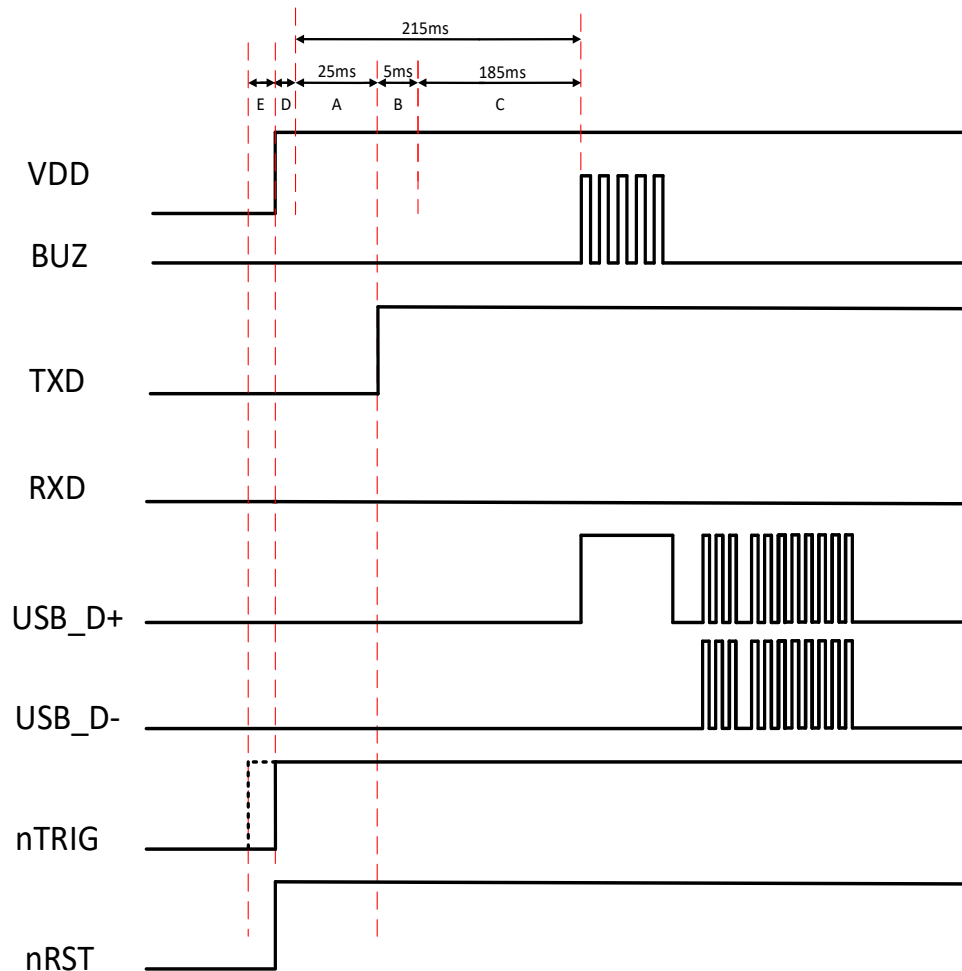 215ms
25ms 5ms 185ms
E D A B C
VDD
BUZ
TXD
RXD
USB_D+
USB_D-
nTRIG
nRST